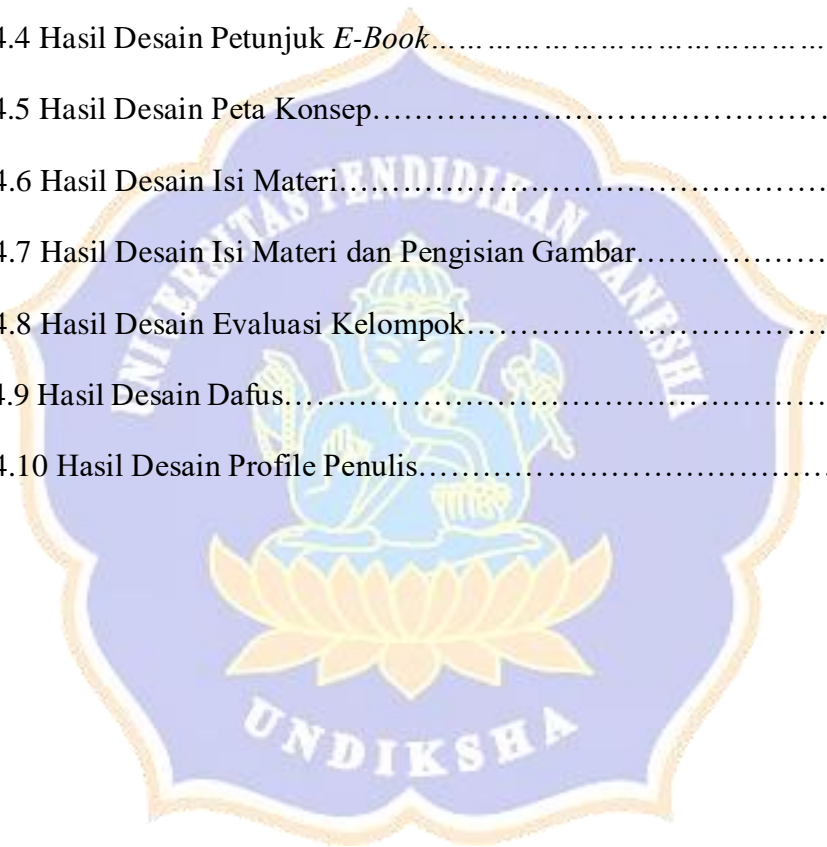 4.4 Hasil Desain Petunjuk E-Book……………………………………
4.5 Hasil Desain Peta Konsep……………………………………
UNIVERSITAS PENDIDIKAN GANESHA
4.6 Hasil Desain Isi Materi……………………………………
4.7 Hasil Desain Isi Materi dan Pengisian Gambar………………
4.8 Hasil Desain Evaluasi Kelompok……………………………
4.9 Hasil Desain Dafus……………………………………………
4.10 Hasil Desain Profile Penulis…………………………………
UNDIKSHA